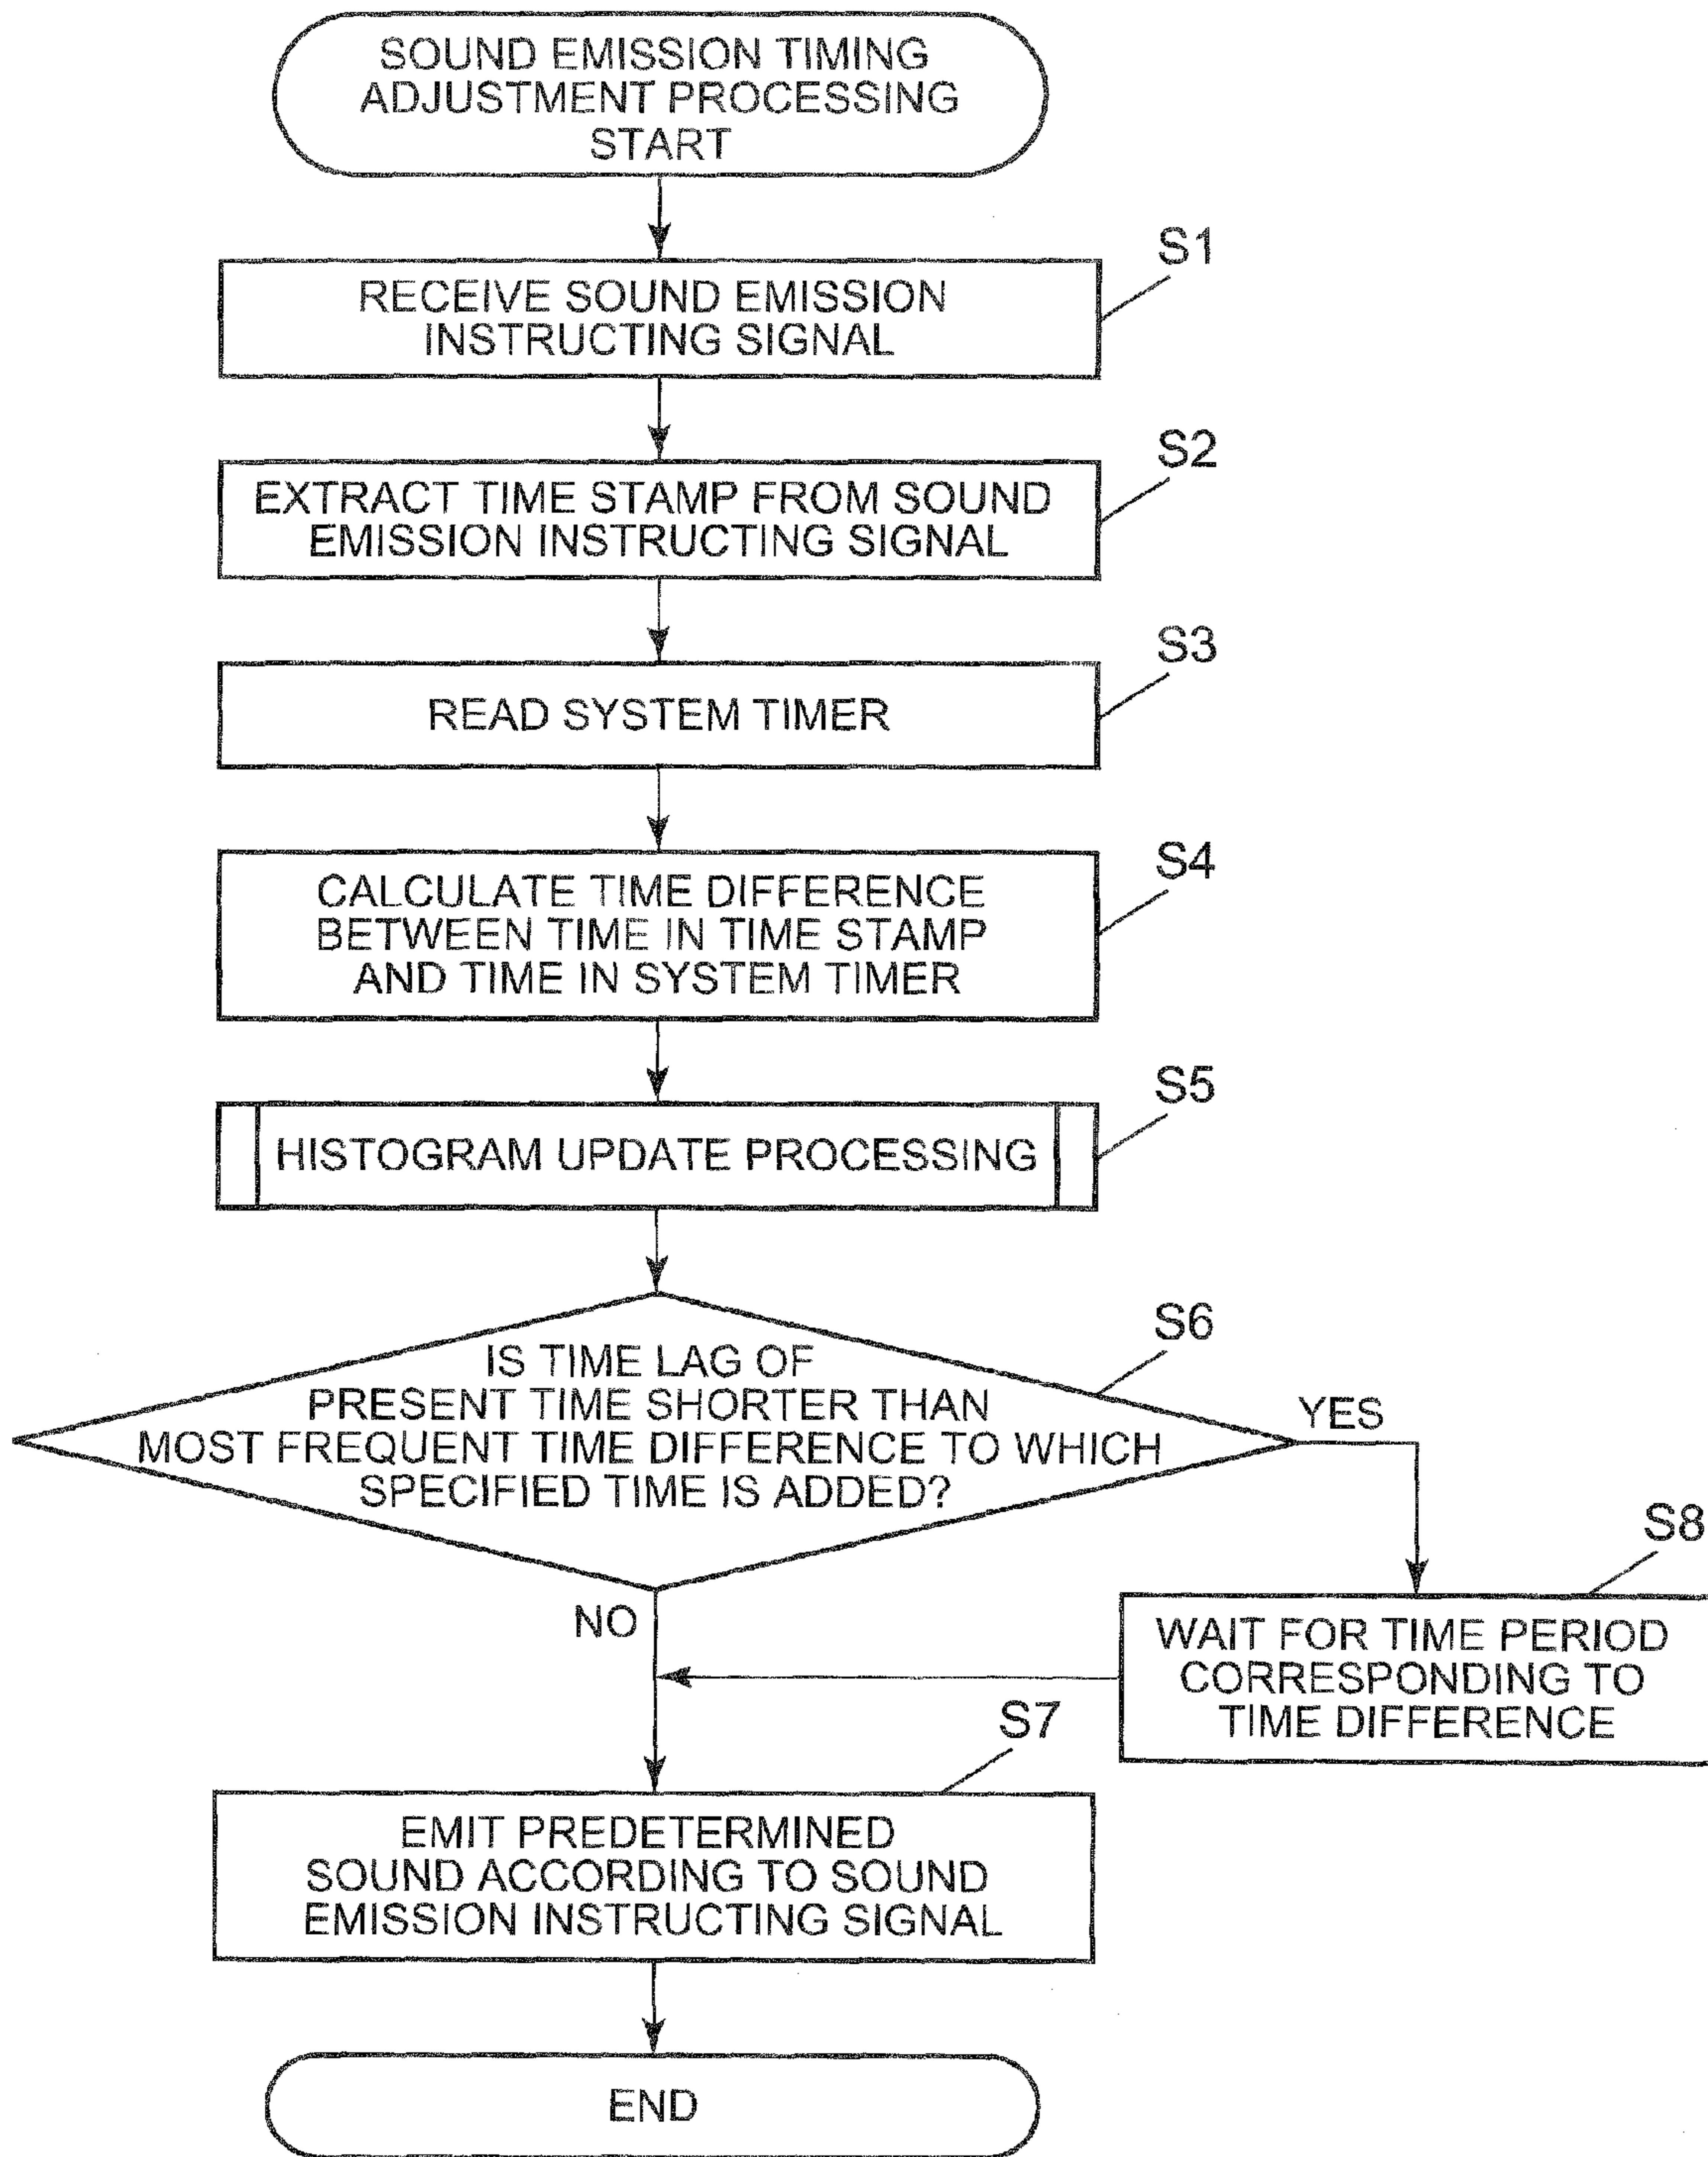 SOUND EMISSION TIMING
ADJUSTMENT PROCESSING
START
S1
RECEIVE SOUND EMISSION
INSTRUCTING SIGNAL
S2
EXTRACT TIME STAMP FROM SOUND
EMISSION INSTRUCTING SIGNAL
S3
READ SYSTEM TIMER
S4
CALCULATE TIME DIFFERENCE
BETWEEN TIME IN TIME STAMP
AND TIME IN SYSTEM TIMER
S5
HISTOGRAM UPDATE PROCESSING
S6
IS TIME LAG OF
PRESENT TIME SHORTER THAN
MOST FREQUENT TIME DIFFERENCE TO WHICH
SPECIFIED TIME IS ADDED?
YES
NO
S8
WAIT FOR TIME PERIOD
CORRESPONDING TO
TIME DIFFERENCE
S7
EMIT PREDETERMINED
SOUND ACCORDING TO SOUND
EMISSION INSTRUCTING SIGNAL
END